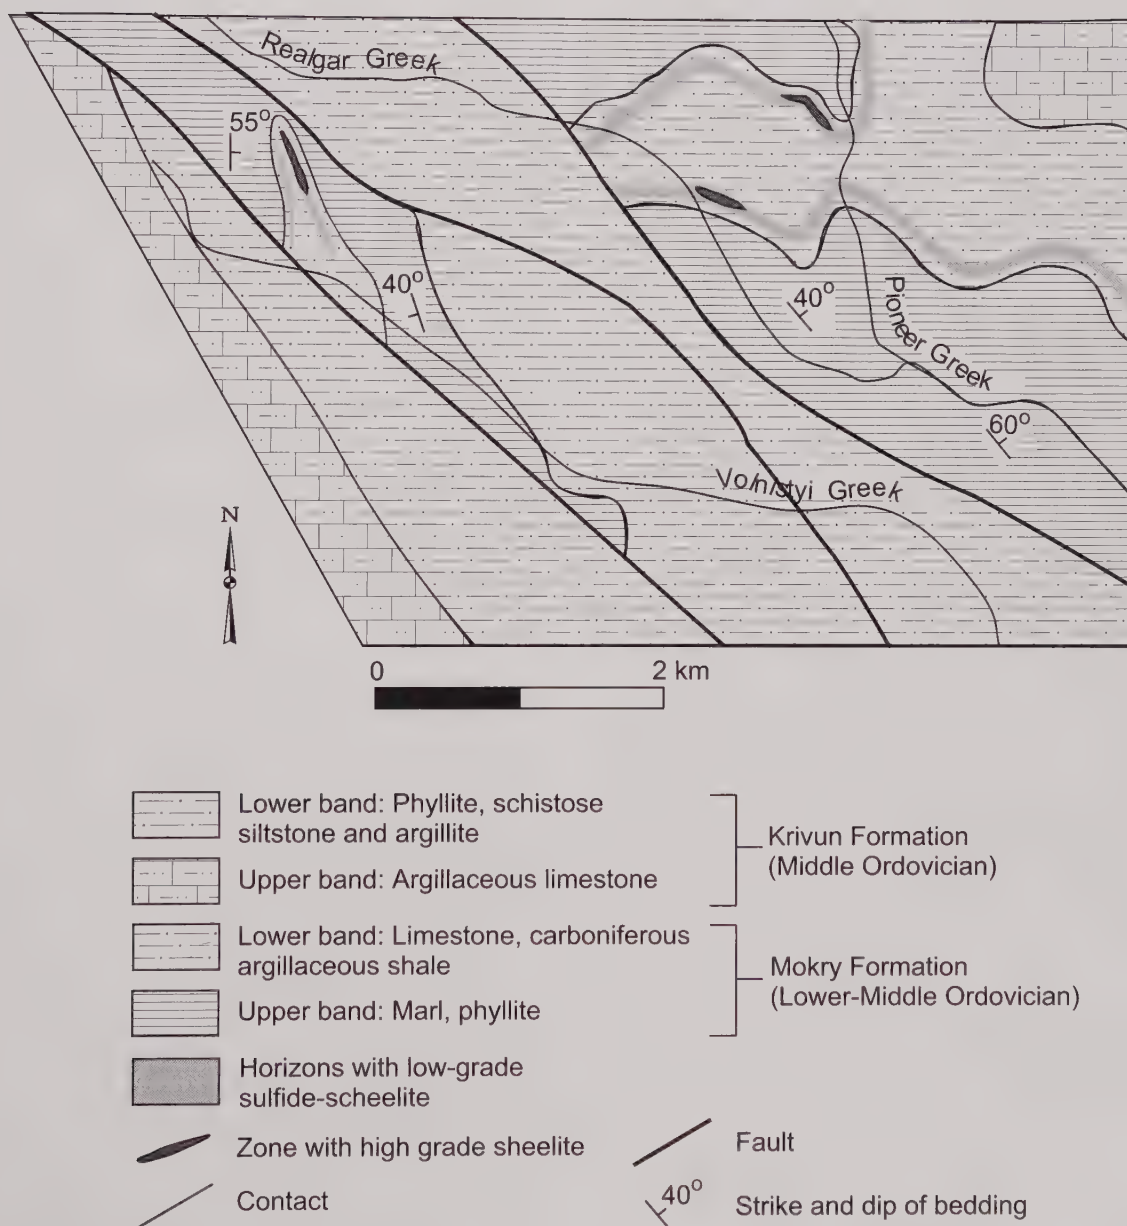 Realgar Greek
55°
40°
40°
Pioneer Greek
60°
Volnistyi Greek
N
0
2 km
Lower band: Phyllite, schistose
siltstone and argillite
Krivun Formation
(Middle Ordovician)
Upper band: Argillaceous limestone
Lower band: Limestone, carboniferous
argillaceous shale
Mokry Formation
(Lower-Middle Ordovician)
Upper band: Marl, phyllite
Horizons with low-grade
sulfide-scheelite
Zone with high grade sheelite
Fault
Contact
40°
Strike and dip of bedding